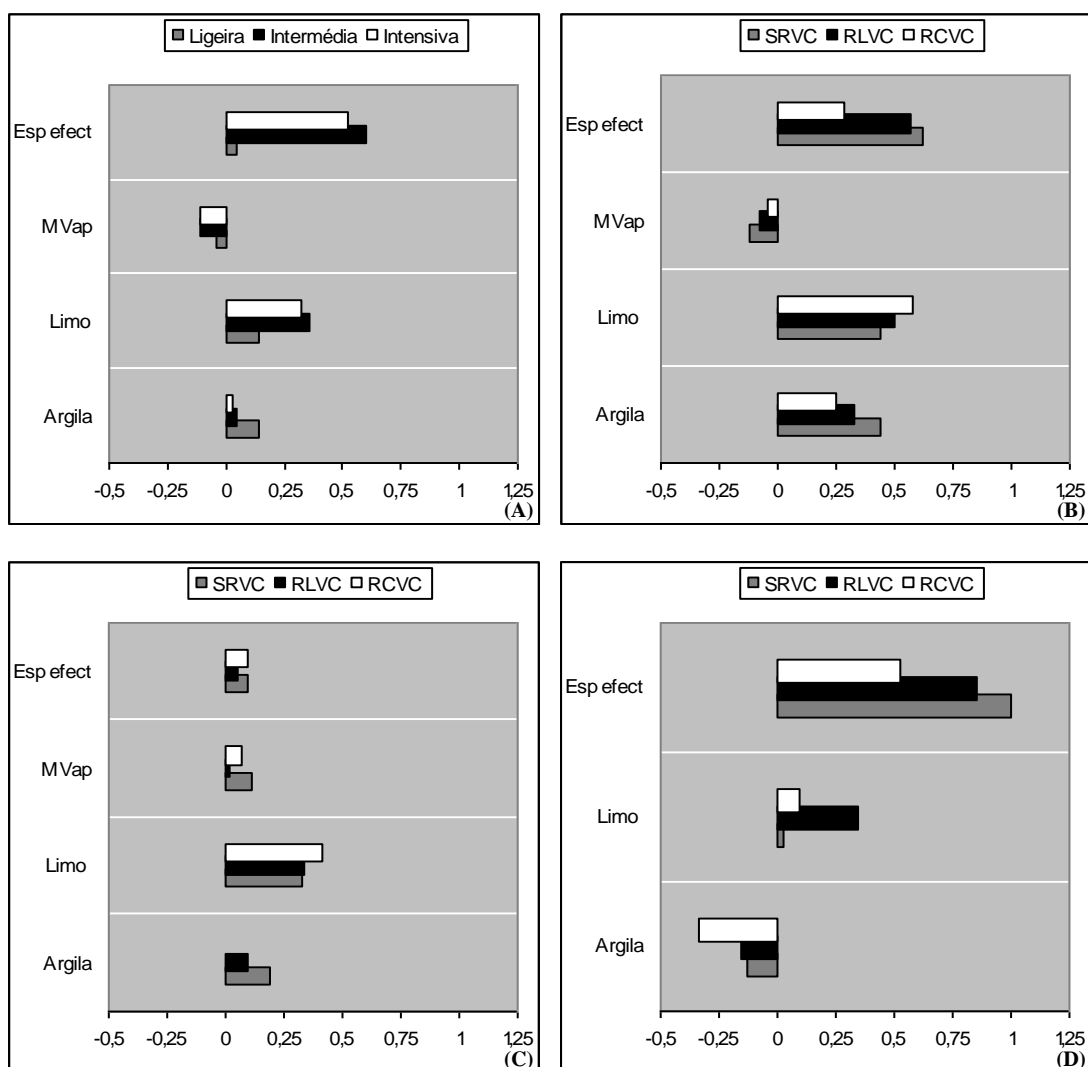 Ligeira Intermédia Intensiva
Esp efect
MVap
Limo
Argila
-0,5 -0,25 0 0,25 0,5 0,75 1 1,25
(A)
SRVC RLVC RCVC
Esp efect
MVap
Limo
Argila
-0,5 -0,25 0 0,25 0,5 0,75 1 1,25
(B)
SRVC RLVC RCVC
Esp efect
MVap
Limo
Argila
-0,5 -0,25 0 0,25 0,5 0,75 1 1,25
(C)
SRVC RLVC RCVC
Esp efect
Limo
Argila
-0,5 -0,25 0 0,25 0,5 0,75 1 1,25
(D)